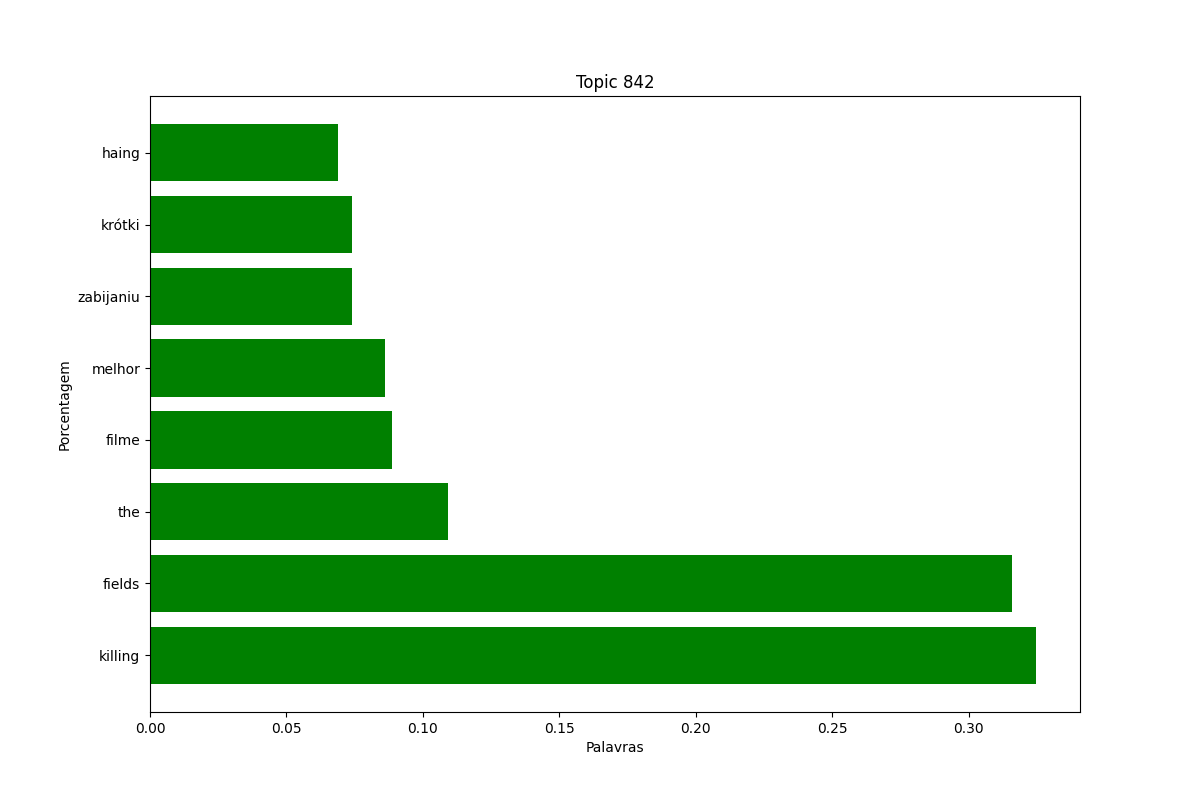 Topic 842
haing
krótki
zabijaniu
melhor
filme
the
fields
killing
Porcentagem
0.00 0.05 0.10 0.15 0.20 0.25 0.30
Palavras